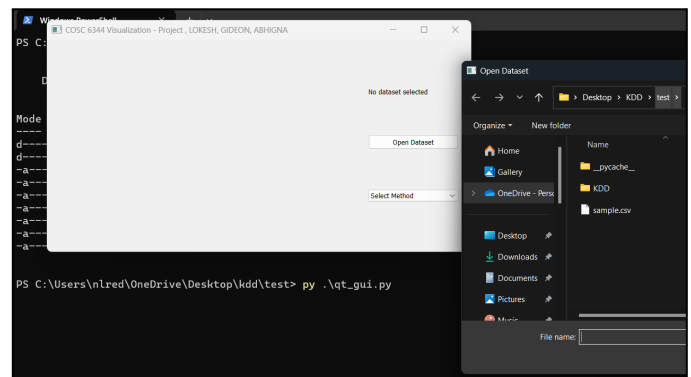 Windows PowerShell
COSC 6344 Visualization - Project , LOKESH, GIDEON, ABHIGNA
PS C:
D
Mode
----
d----
d----
-a---
-a---
-a---
-a---
-a---
-a---
-a---
No dataset selected
Open Dataset
Select Method
PS C:\Users\nlred\OneDrive\Desktop\kdd\test> py .\qt_gui.py
Open Dataset
Desktop > KDD > test >
Organize
New folder
Home
Gallery
OneDrive - Perso
Desktop
Downloads
Documents
Pictures
Music
Name
__pycache__
KDD
sample.csv
File name: